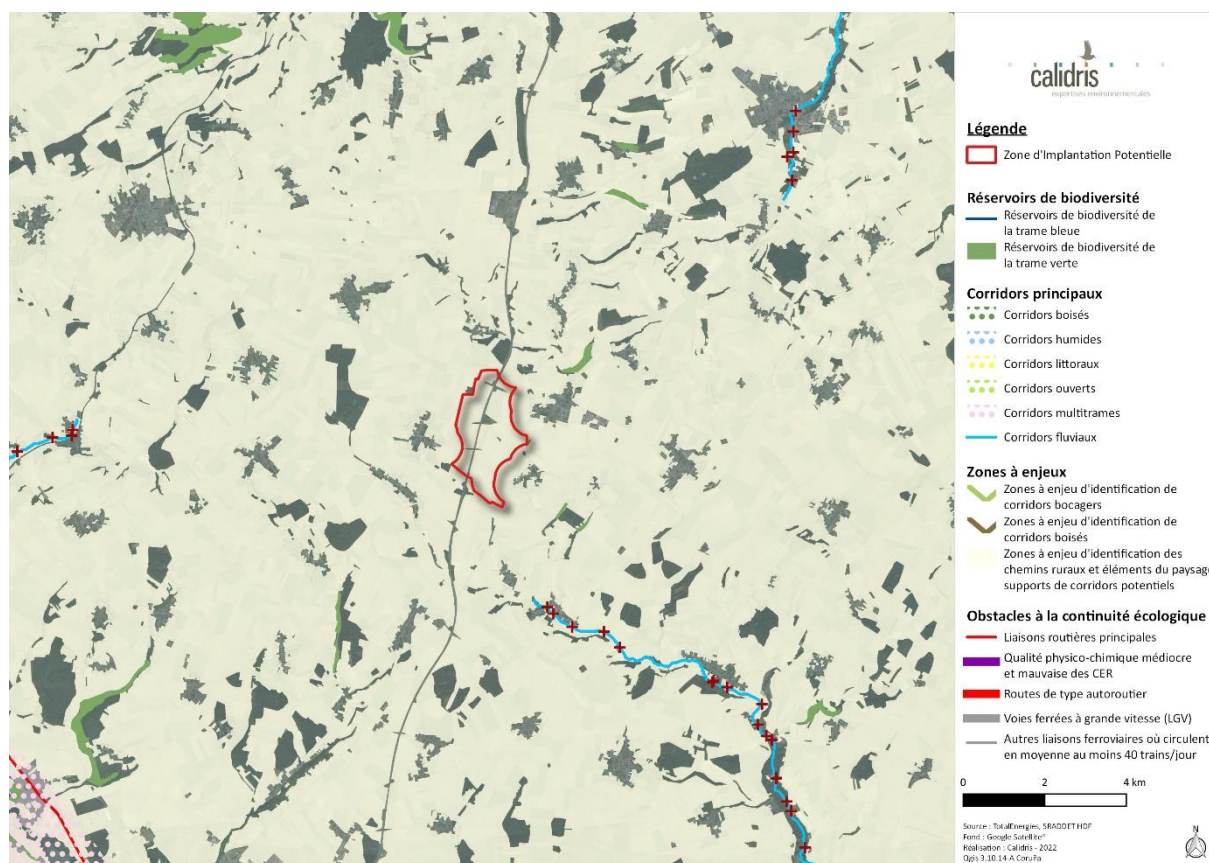 calidris
expertises environnementales
Légende
Zone d'Implantation Potentielle
Réservoirs de biodiversité
Réservoirs de biodiversité de
la trame bleue
Réservoirs de biodiversité de
la trame verte
Corridors principaux
Corridors boisés
Corridors humides
Corridors littoraux
Corridors ouverts
Corridors multitrames
Corridors fluviaux
Zones à enjeux
Zones à enjeu d'identification de
corridors bocagers
Zones à enjeu d'identification de
corridors boisés
Zones à enjeu d'identification des
chemins ruraux et éléments du paysage
supports de corridors potentiels
Obstacles à la continuité écologique
Liaisons routières principales
Qualité physico-chimique médiocre
et mauvaise des CER
Routes de type autoroutier
Voies ferrées à grande vitesse (LGV)
Autres liaisons ferroviaires où circulent
en moyenne au moins 40 trains/jour
0 2 4 km
Source : TotalEnergies, SRADDET HDF
Fond : Google Satellite®
Réalisation : Calidris - 2022
Qgis 3.10.14-A Coruña
N